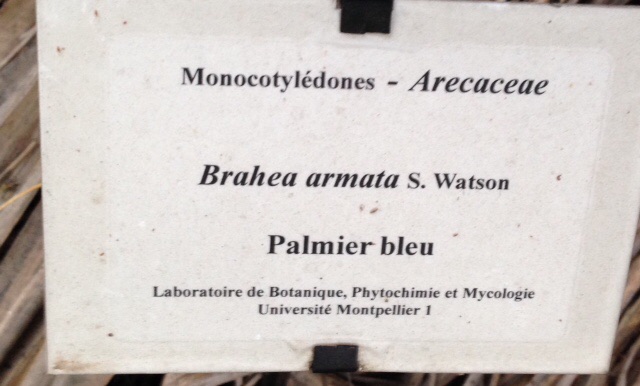 Monocotylédones - Arecaceae
Brahea armata S. Watson
Palmier bleu
Laboratoire de Botanique, Phytochimie et Mycologie
Université Montpellier 1